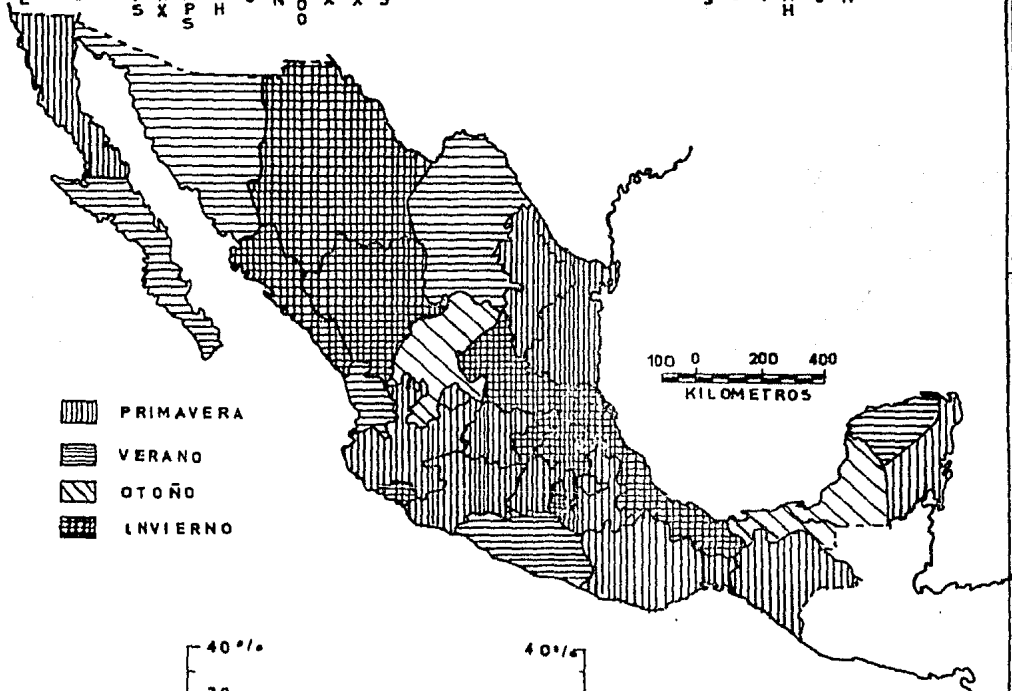 S X P H O N O X X S
S O H
100 0 200 400
KILOMETROS
PRIMAVERA
VERANO
OTOÑO
INVIERNO
40°/o 40°/o